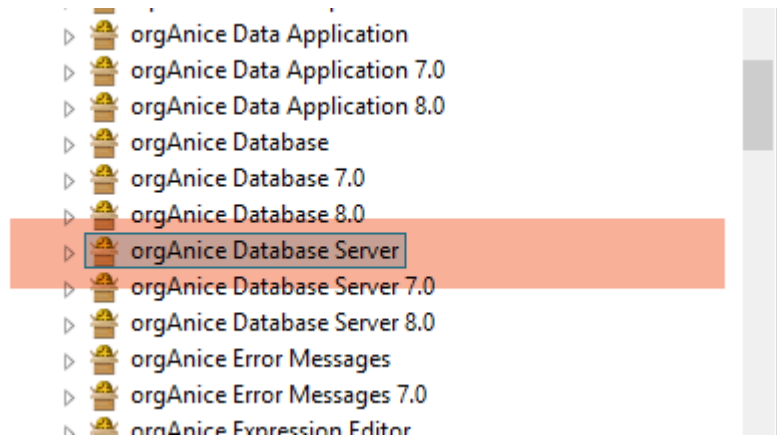 orgAnice Data Application
orgAnice Data Application 7.0
orgAnice Data Application 8.0
orgAnice Database
orgAnice Database 7.0
orgAnice Database 8.0
orgAnice Database Server
orgAnice Database Server 7.0
orgAnice Database Server 8.0
orgAnice Error Messages
orgAnice Error Messages 7.0
orgAnice Expression Editor